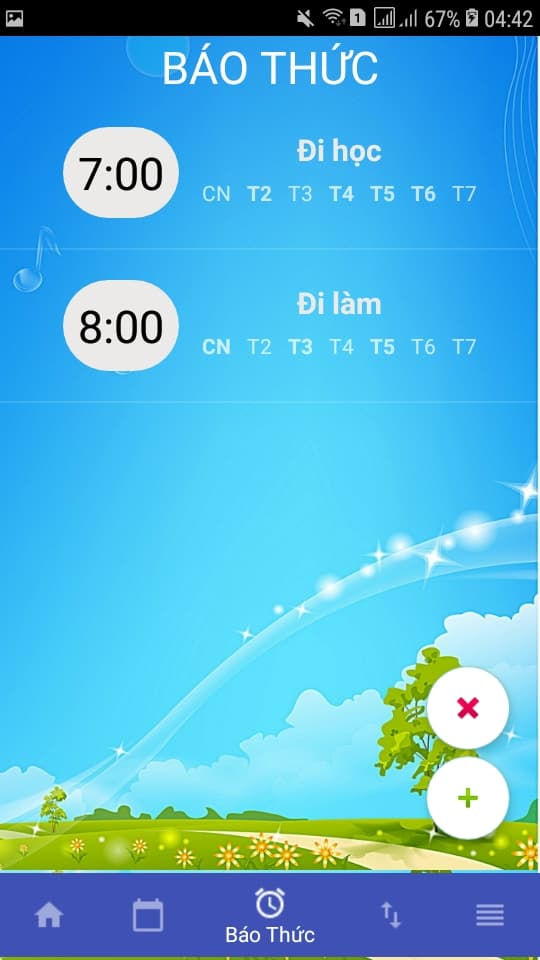 1 67% 04:42
BÁO THỨC
7:00
Đi học
CN T2 T3 T4 T5 T6 T7
8:00
Đi làm
CN T2 T3 T4 T5 T6 T7
Báo Thức